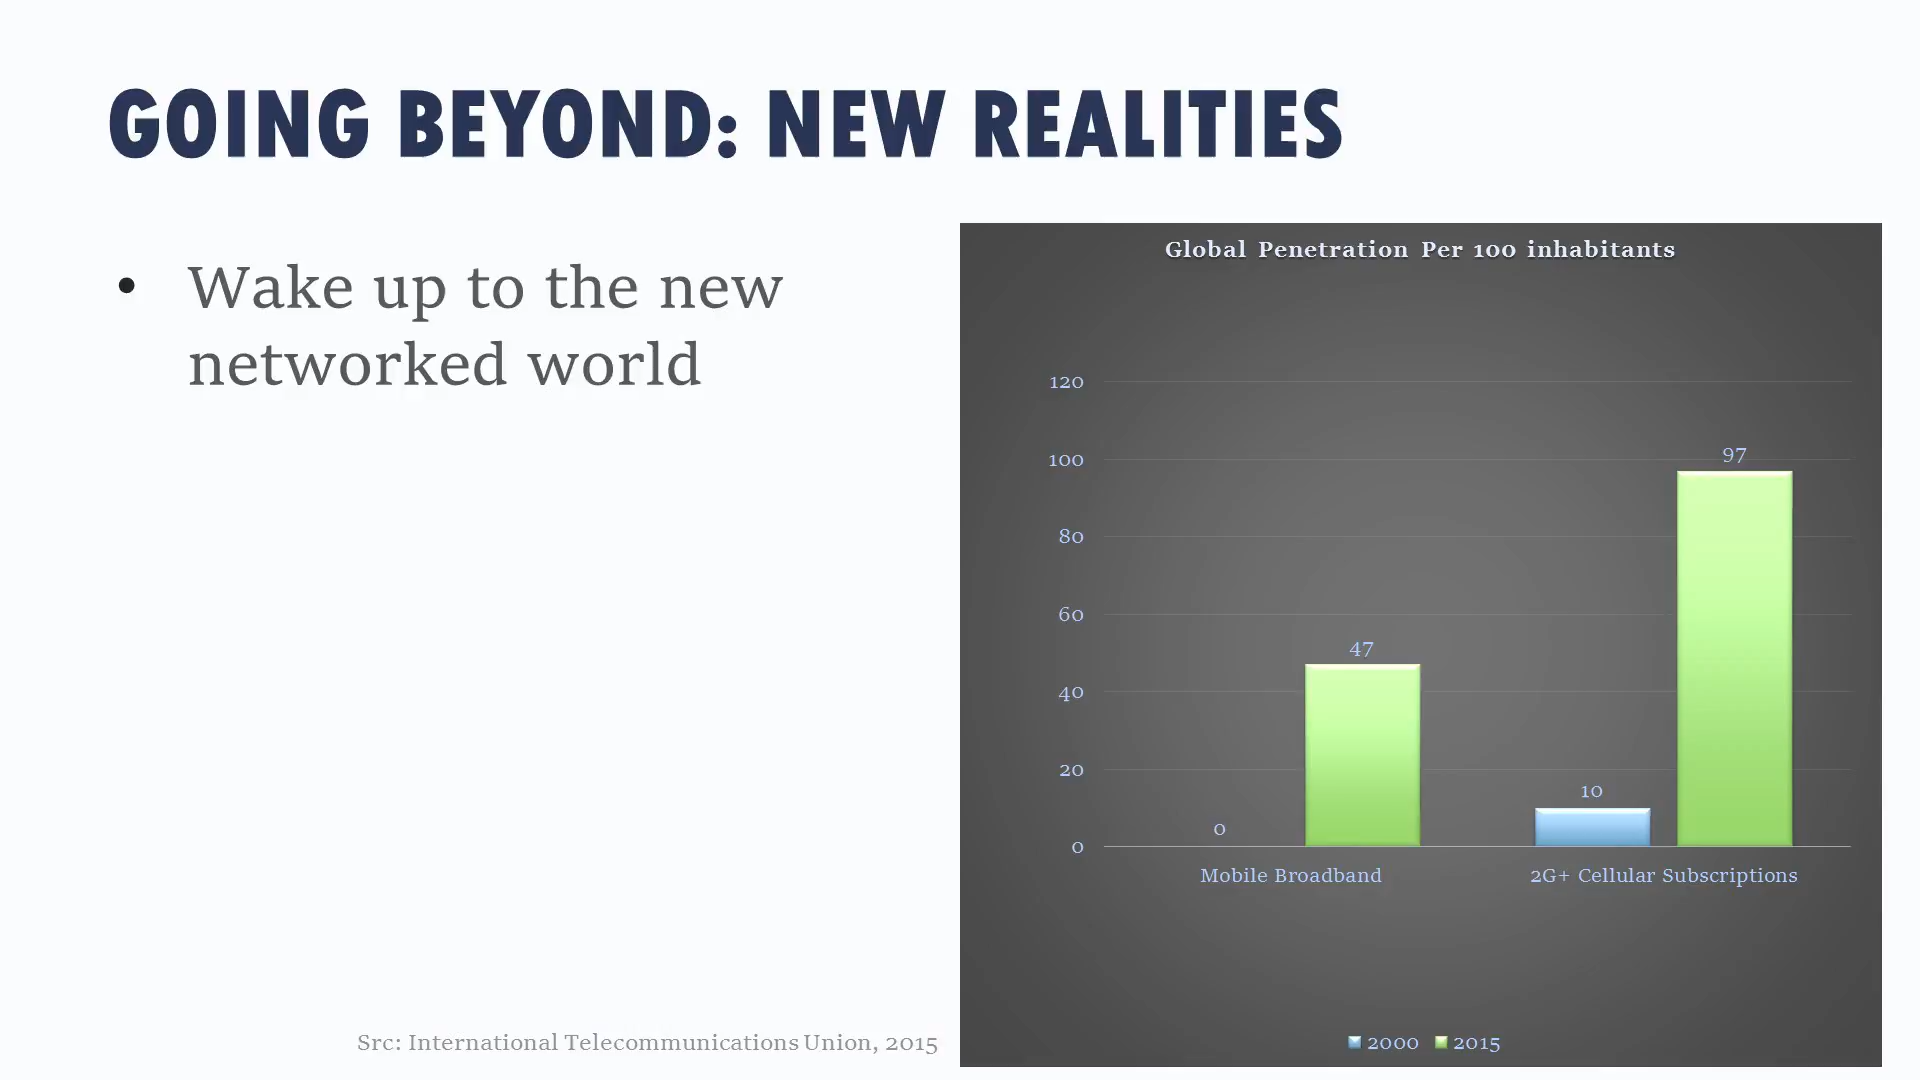 GOING BEYOND: NEW REALITIES
• Wake up to the new
networked world
Src: International Telecommunications Union, 2015
Global Penetration Per 100 inhabitants
120
100
80
60
40
20
0
0
47
10
97
Mobile Broadband
2G+ Cellular Subscriptions
2000 2015